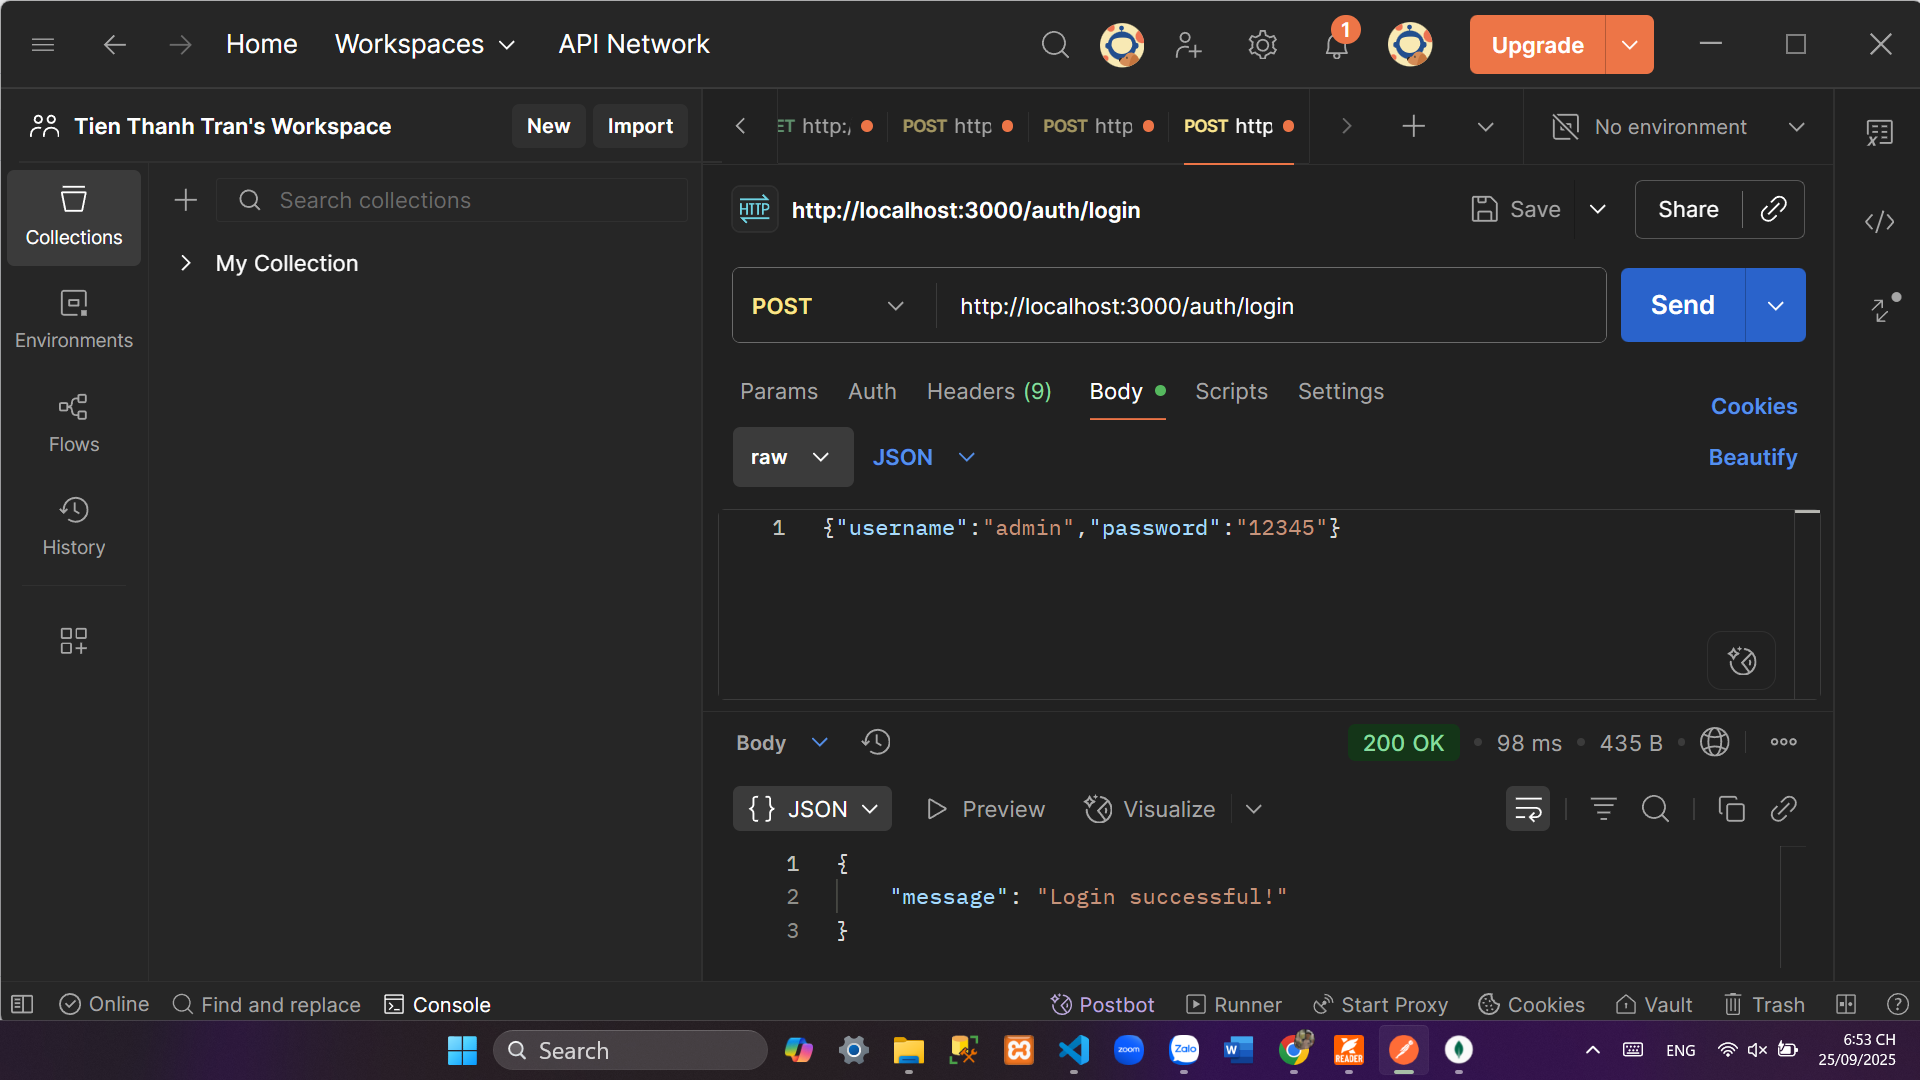 Home
Workspaces
API Network
1
Upgrade
Tien Thanh Tran's Workspace
New
Import
ET http:/
POST http
POST http
POST http
No environment
Collections
Search collections
My Collection
Environments
Flows
History
HTTP
http://localhost:3000/auth/login
Save
Share
POST
http://localhost:3000/auth/login
Send
Params
Auth
Headers (9)
Body
Scripts
Settings
Cookies
raw
JSON
Beautify
1 {"username":"admin","password":"12345"}
Body
200 OK
98 ms
435 B
{} JSON
Preview
Visualize
1 {
2 "message": "Login successful!"
3 }
Online
Find and replace
Console
Postbot
Runner
Start Proxy
Cookies
Vault
Trash
Search
zoom
Zalo
W
READER
ENG
6:53 CH
25/09/2025